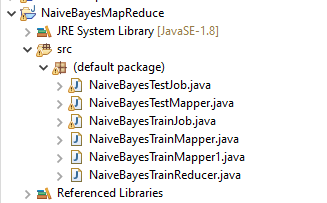 NaiveBayesMapReduce
JRE System Library [JavaSE-1.8]
src
(default package)
NaiveBayesTestJob.java
NaiveBayesTestMapper.java
NaiveBayesTrainJob.java
NaiveBayesTrainMapper.java
NaiveBayesTrainMapper1.java
NaiveBayesTrainReducer.java
Referenced Libraries